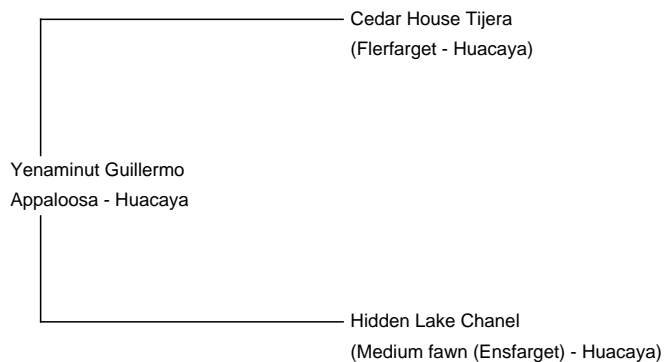 Cedar House Tijera
(Flerfarget - Huacaya)
Yenaminut Guillermo
Appaloosa - Huacaya
Hidden Lake Chanel
(Medium fawn (Ensfarget) - Huacaya)